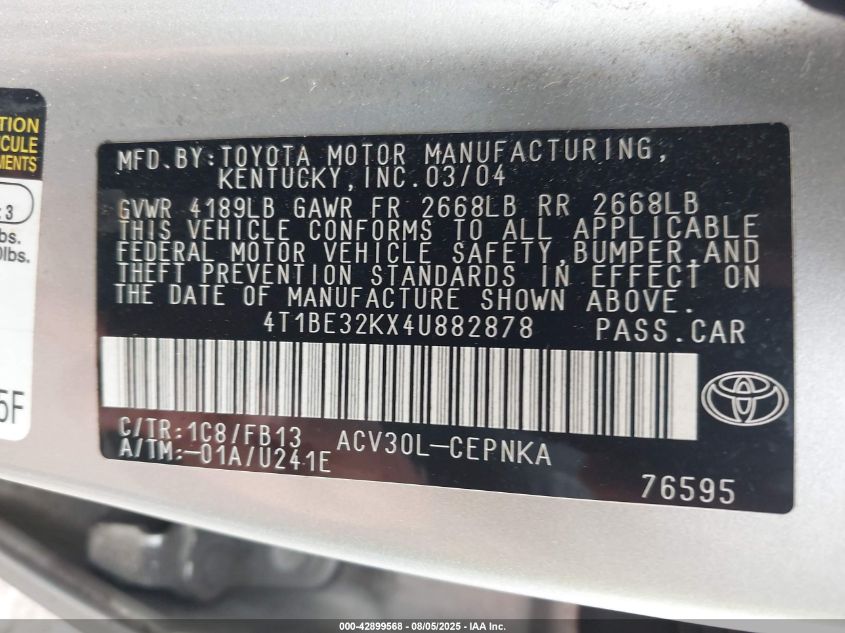 TION
ICULE
MENTS
: 3
lbs.
0lbs.
5F
MFD.BY:TOYOTA MOTOR MANUFACTURING,
KENTUCKY,INC.03/04
GVWR 4189LB GAWR FR 2668LB RR 2668LB
THIS VEHICLE CONFORMS TO ALL APPLICABLE
FEDERAL MOTOR VEHICLE SAFETY,BUMPER,AND
THEFT PREVENTION STANDARDS IN EFFECT ON
THE DATE OF MANUFACTURE SHOWN ABOVE.
4T1BE32KX4U882878 PASS.CAR
C/TR:1C8/FB13 ACV30L-CEPNKA
A/TM:-01A/U241E
76595
000-42899568 - 08/05/2025 - IAA Inc.